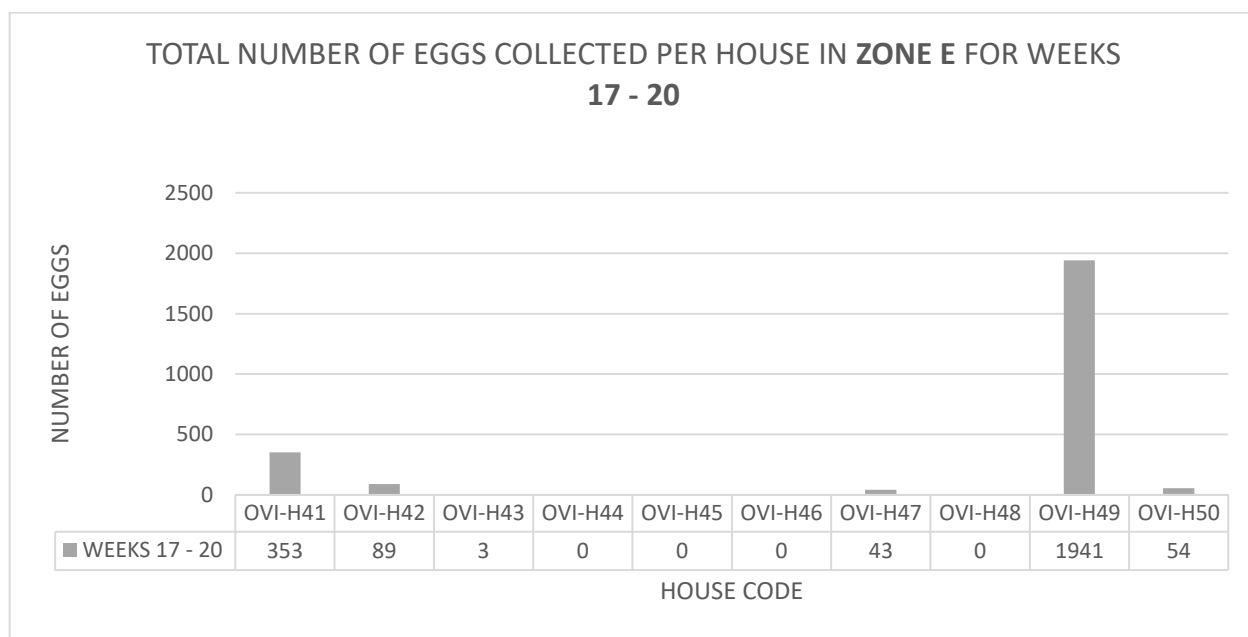 TOTAL NUMBER OF EGGS COLLECTED PER HOUSE IN ZONE E FOR WEEKS
17 - 20
NUMBER OF EGGS
2500
2000
1500
1000
500
0
OVI-H41 OVI-H42 OVI-H43 OVI-H44 OVI-H45 OVI-H46 OVI-H47 OVI-H48 OVI-H49 OVI-H50
WEEKS 17 - 20 353 89 3 0 0 0 43 0 1941 54
HOUSE CODE